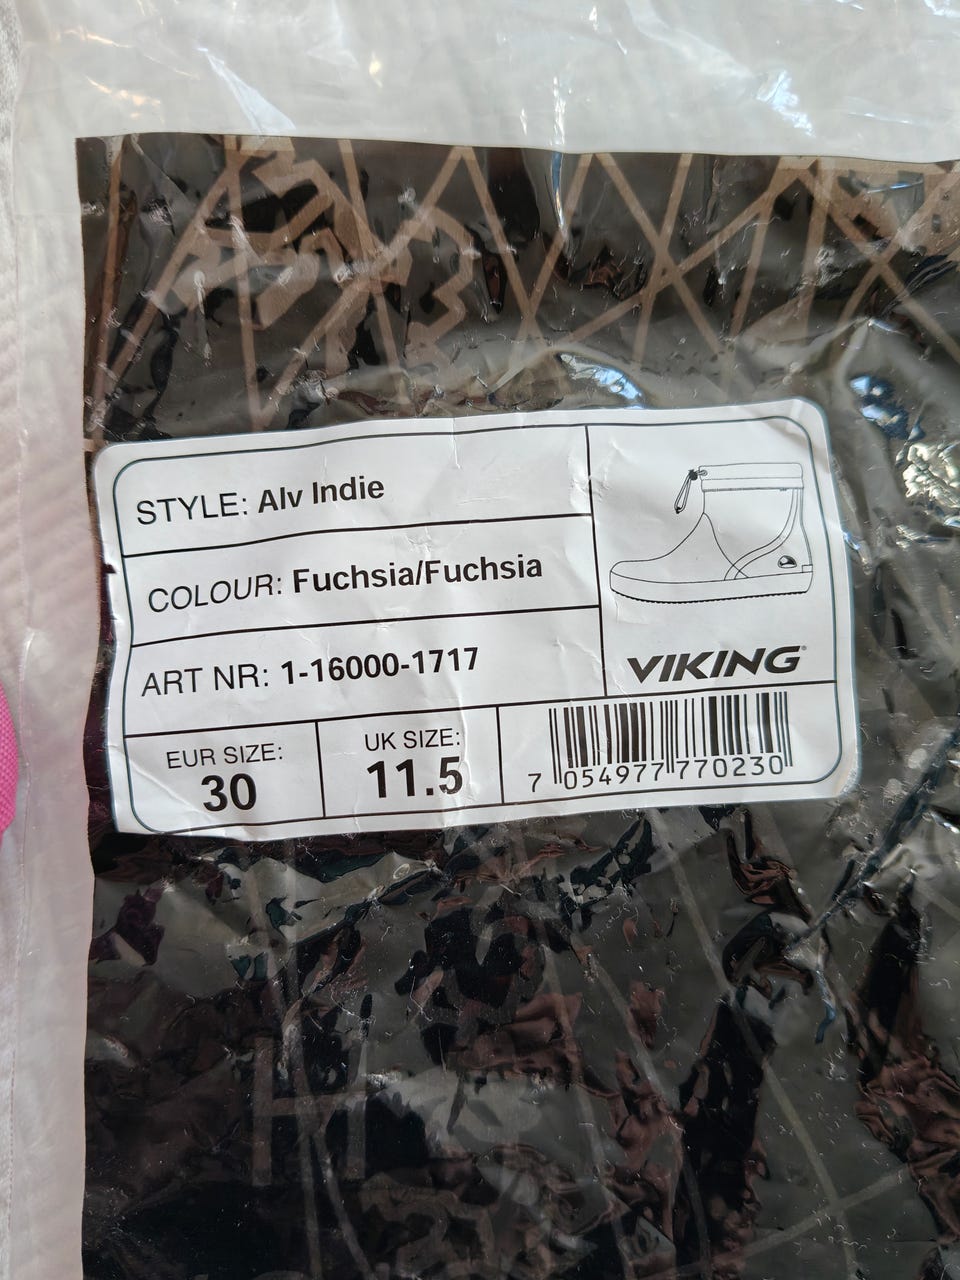 STYLE: Alv Indie
COLOUR: Fuchsia/Fuchsia
ART NR: 1-16000-1717
VIKING®
EUR SIZE:
30
UK SIZE:
11.5
7 054977 770230